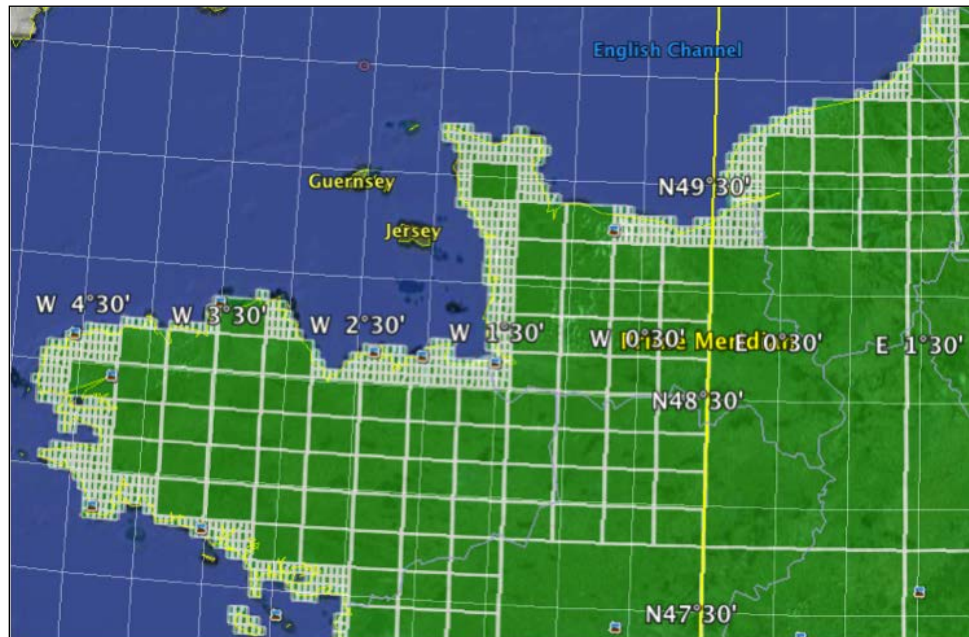 English Channel
Guernsey
N49°30'
Jersey
W 4°30'
W 3°30'
W 2°30'
W 1°30'
W 0°30'
Meridian
E 0°30'
E 1°30'
N48°30'
N47°30'